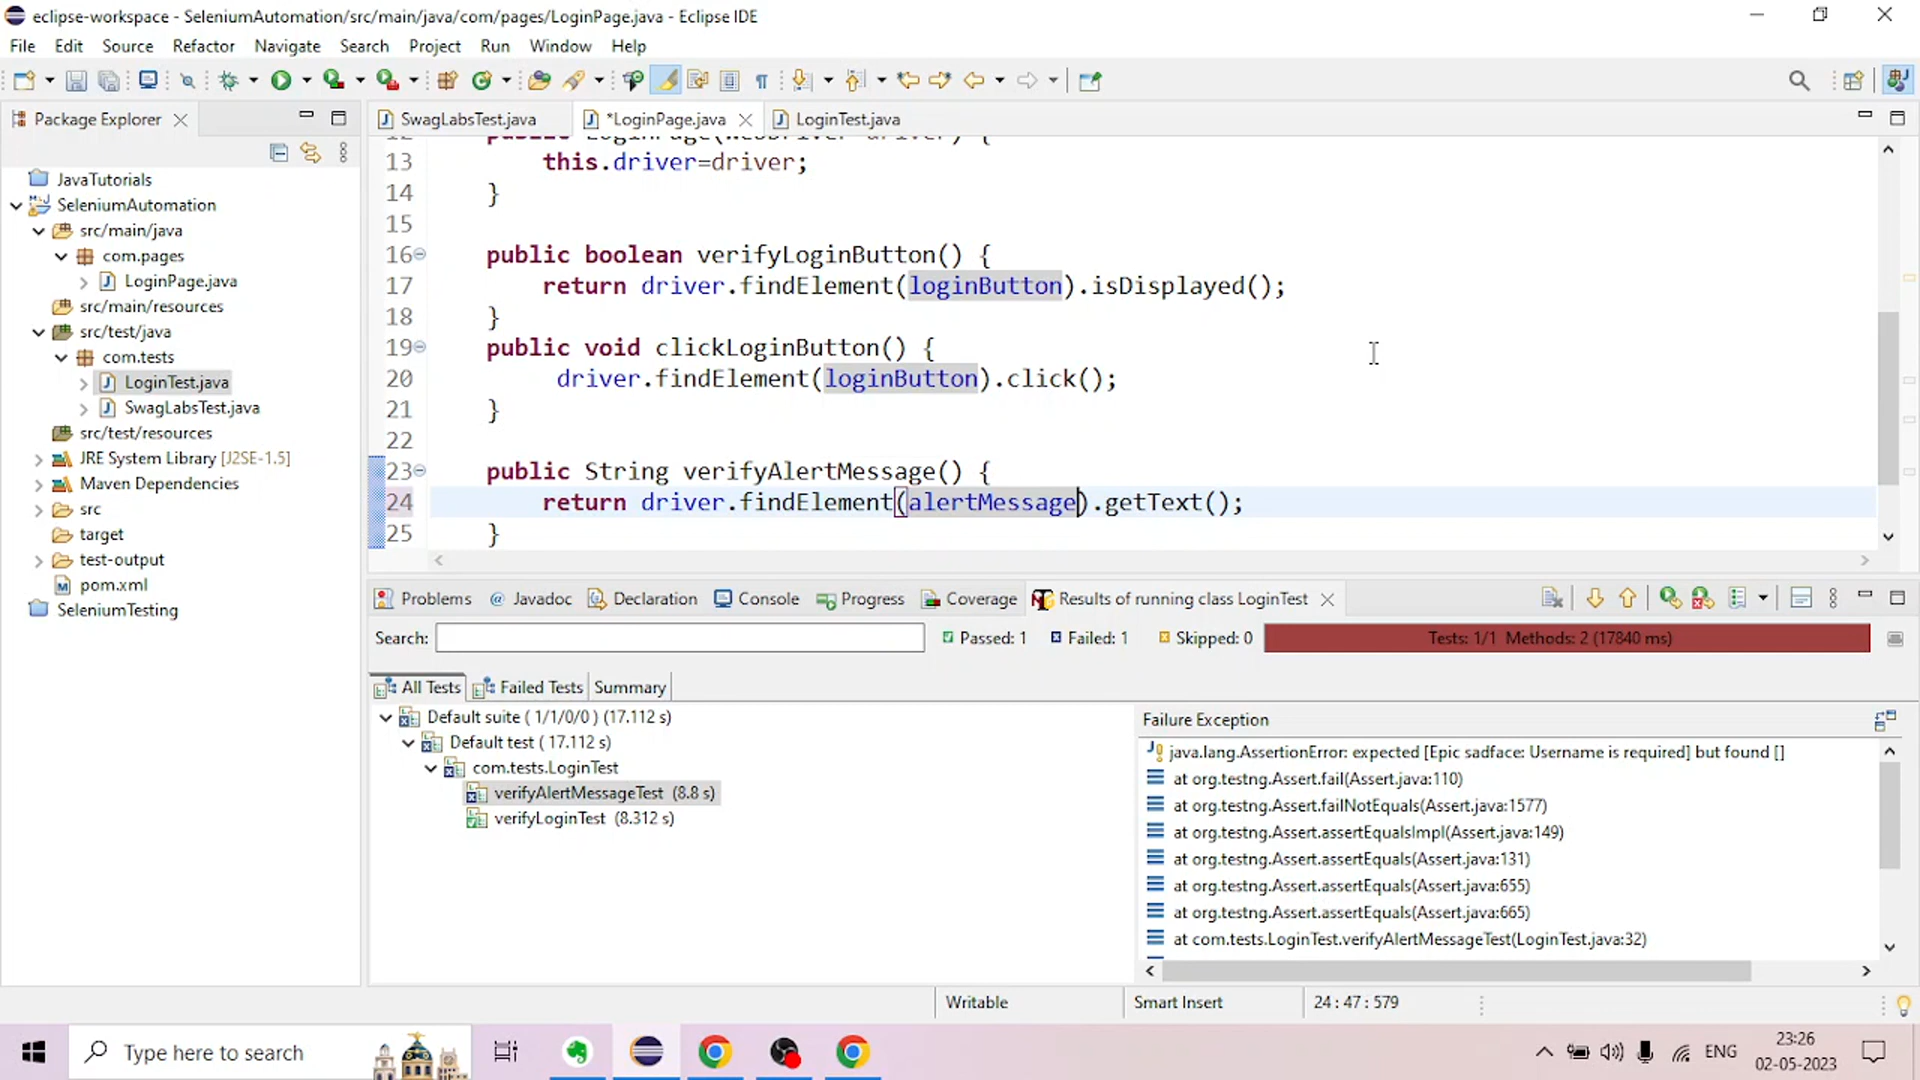 eclipse-workspace - SeleniumAutomation/src/main/java/com/pages/LoginPage.java - Eclipse IDE
File Edit Source Refactor Navigate Search Project Run Window Help
Package Explorer
SwagLabsTest.java
*LoginPage.java
LoginTest.java
JavaTutorials
SeleniumAutomation
src/main/java
com.pages
LoginPage.java
src/main/resources
src/test/java
com.tests
LoginTest.java
SwagLabsTest.java
src/test/resources
JRE System Library [J2SE-1.5]
Maven Dependencies
src
target
test-output
pom.xml
SeleniumTesting
12 public LoginPage(WebDriver driver) {
13 this.driver=driver;
14 }
15
16 public boolean verifyLoginButton() {
17 return driver.findElement(loginButton).isDisplayed();
18 }
19 public void clickLoginButton() {
20 driver.findElement(loginButton).click();
21 }
22
23 public String verifyAlertMessage() {
24 return driver.findElement(alertMessage).getText();
25 }
Problems @ Javadoc Declaration Console Progress Coverage Results of running class LoginTest
Search: Passed: 1 Failed: 1 Skipped: 0 Tests: 1/1 Methods: 2 (17840 ms)
All Tests Failed Tests Summary
Default suite ( 1/1/0/0 ) (17.112 s)
Default test ( 17.112 s)
com.tests.LoginTest
verifyAlertMessageTest (8.8 s)
verifyLoginTest (8.312 s)
Failure Exception
java.lang.AssertionError: expected [Epic sadface: Username is required] but found []
at org.testng.Assert.fail(Assert.java:110)
at org.testng.Assert.failNotEquals(Assert.java:1577)
at org.testng.Assert.assertEqualsImpl(Assert.java:149)
at org.testng.Assert.assertEquals(Assert.java:131)
at org.testng.Assert.assertEquals(Assert.java:655)
at org.testng.Assert.assertEquals(Assert.java:665)
at com.tests.LoginTest.verifyAlertMessageTest(LoginTest.java:32)
Writable Smart Insert 24 : 47 : 579
Type here to search
ENG
23:26
02-05-2023